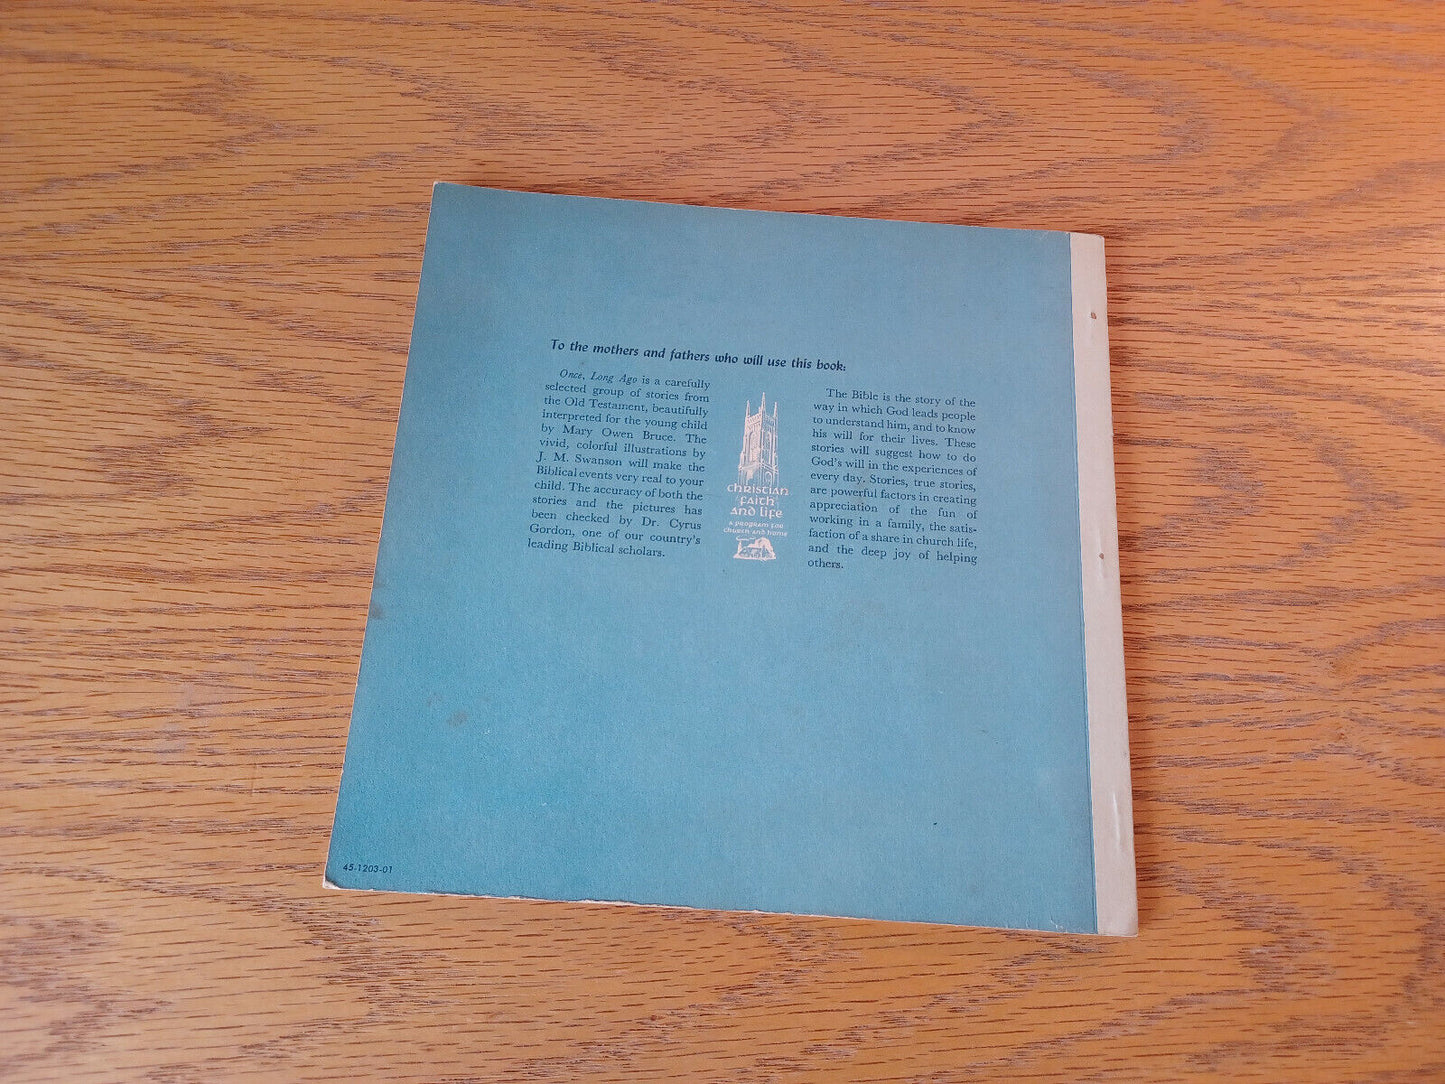 To the mothers and fathers who will use this book:
Once, Long Ago is a carefully
selected group of stories from
the Old Testament, beautifully
interpreted for the young child
by Mary Owen Bruce. The
vivid, colorful illustrations by
J. M. Swanson will make the
Biblical events very real to your
child. The accuracy of both the
stories and the pictures has
been checked by Dr. Cyrus
Gordon, one of our country's
leading Biblical scholars.
christian
faith
and life
a program for
church and home
The Bible is the story of the
way in which God leads people
to understand him, and to know
his will for their lives. These
stories will suggest how to do
God's will in the experiences of
every day. Stories, true stories,
are powerful factors in creating
appreciation of the fun of
working in a family, the satis-
faction of a share in church life,
and the deep joy of helping
others.
45-1203-01